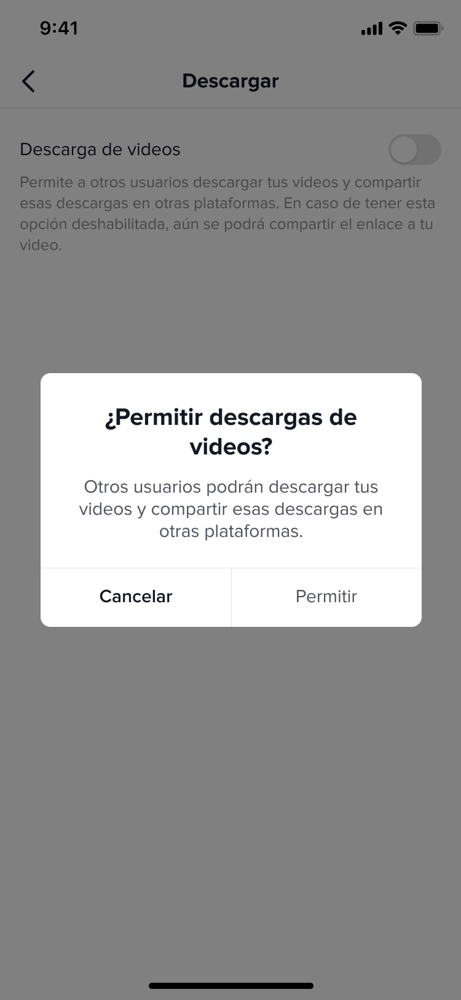 9:41
Descargar
Descarga de videos
Permite a otros usuarios descargar tus videos y compartir
esas descargas en otras plataformas. En caso de tener esta
opción deshabilitada, aún se podrá compartir el enlace a tu
video.
¿Permitir descargas de
videos?
Otros usuarios podrán descargar tus
videos y compartir esas descargas en
otras plataformas.
Cancelar
Permitir